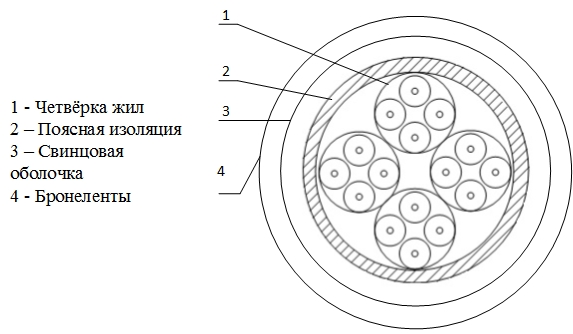 1 - Четвёрка жил
2 – Поясная изоляция
3 – Свинцовая
оболочка
4 - Бронеленты
1
2
3
4